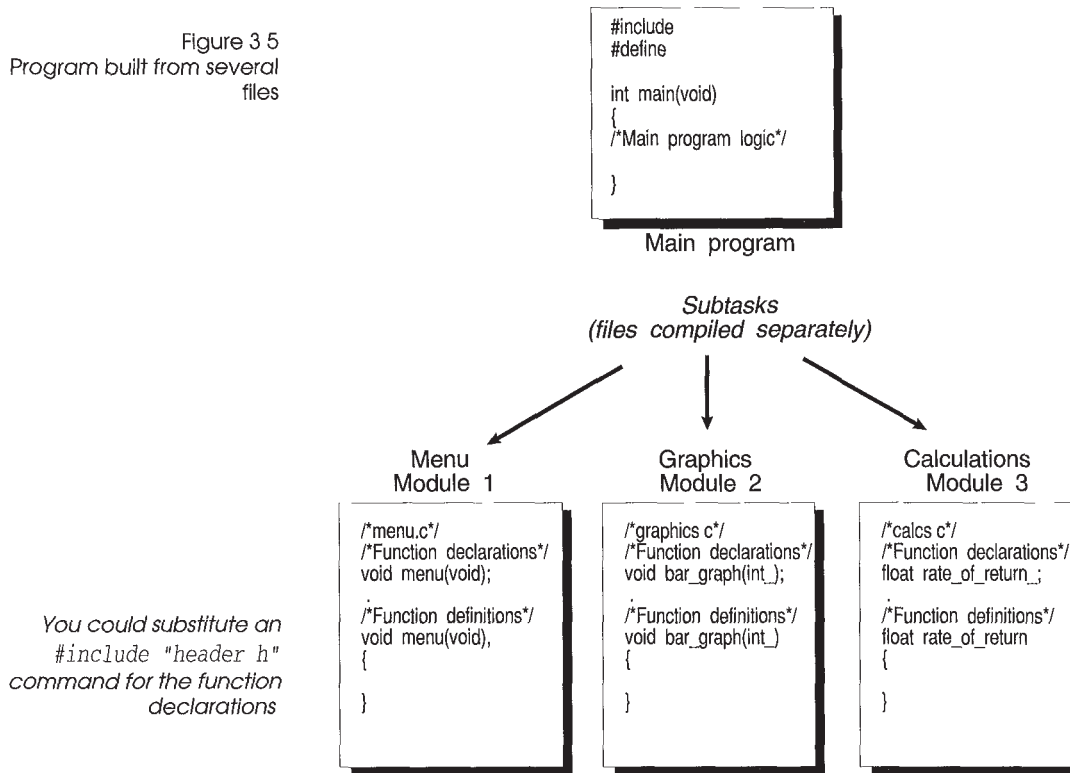 Figure 3 5
Program built from several
files
#include
#define
int main(void)
{
/*Main program logic*/
}
Main program
Subtasks
(files compiled separately)
Menu
Module 1
Graphics
Module 2
Calculations
Module 3
/*menu.c*/
/*Function declarations*/
void menu(void);
.
/*Function definitions*/
void menu(void),
{
}
/*graphics c*/
/*Function declarations*/
void bar_graph(int_);
.
/*Function definitions*/
void bar_graph(int_)
{
}
/*calcs c*/
/*Function declarations*/
float rate_of_return_;
.
/*Function definitions*/
float rate_of_return
{
}
You could substitute an
#include "header h"
command for the function
declarations